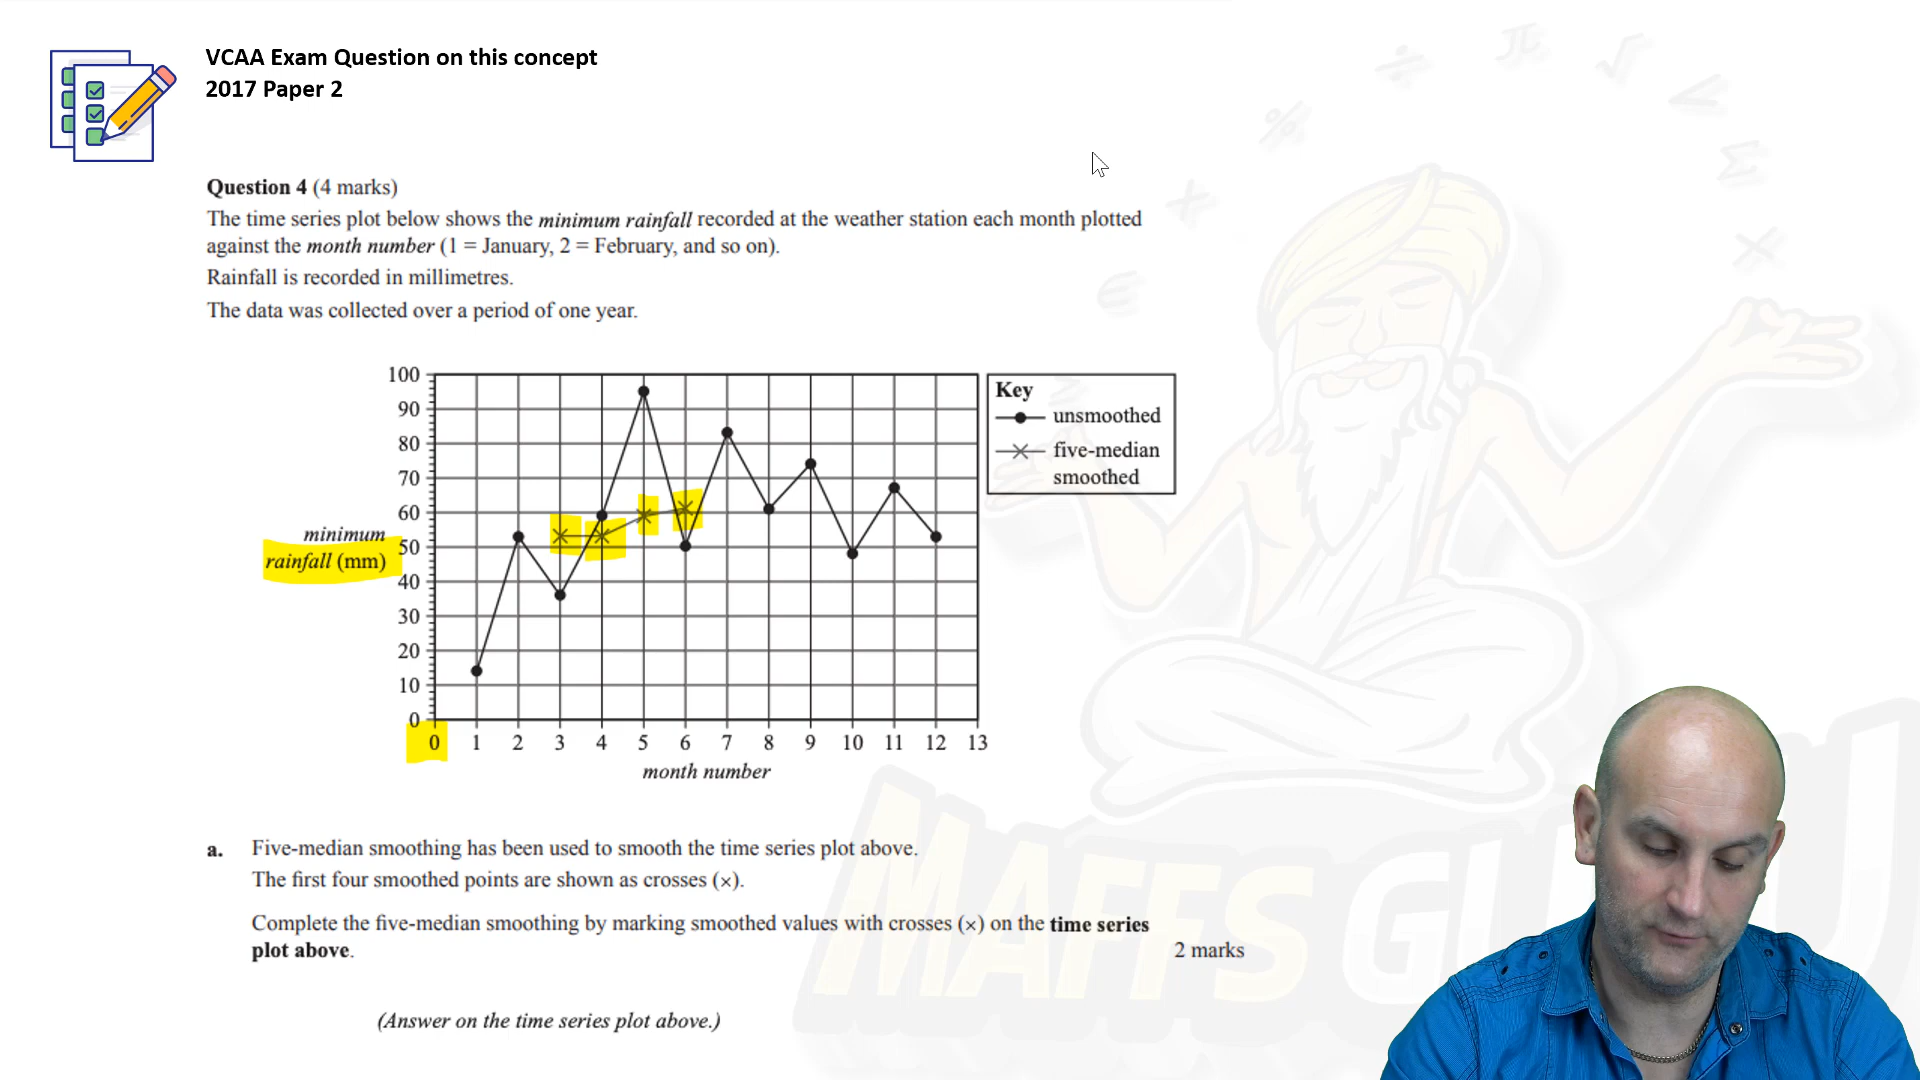 VCAA Exam Question on this concept
2017 Paper 2
Question 4 (4 marks)
The time series plot below shows the minimum rainfall recorded at the weather station each month plotted
against the month number (1 = January, 2 = February, and so on).
Rainfall is recorded in millimetres.
The data was collected over a period of one year.
100
90
80
70
60
50
40
30
20
10
0
minimum
rainfall (mm)
0 1 2 3 4 5 6 7 8 9 10 11 12 13
month number
Key
unsmoothed
five-median
smoothed
a. Five-median smoothing has been used to smooth the time series plot above.
The first four smoothed points are shown as crosses (×).
Complete the five-median smoothing by marking smoothed values with crosses (×) on the time series
plot above.
2 marks
(Answer on the time series plot above.)
MAFFS GURU